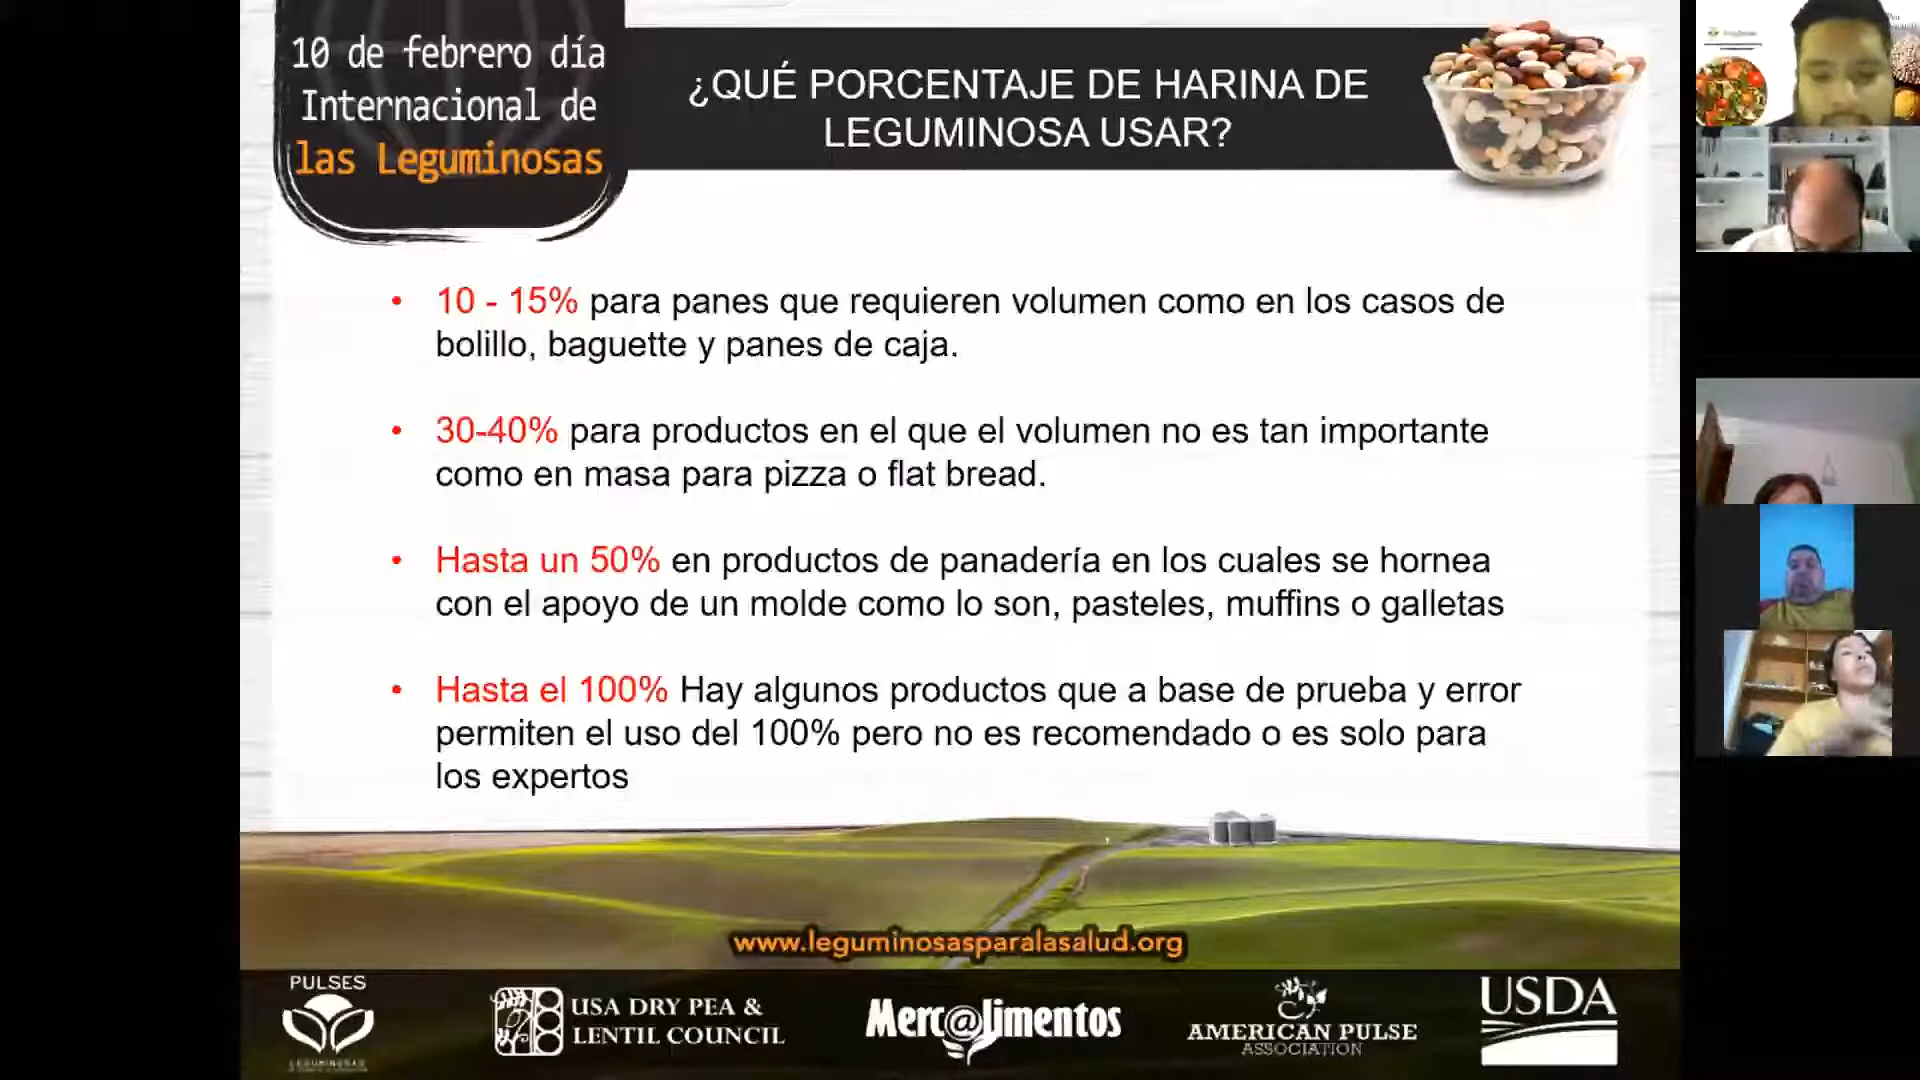 10 de febrero día
Internacional de
las Leguminosas
¿QUÉ PORCENTAJE DE HARINA DE
LEGUMINOSA USAR?
• 10 - 15% para panes que requieren volumen como en los casos de
bolillo, baguette y panes de caja.
• 30-40% para productos en el que el volumen no es tan importante
como en masa para pizza o flat bread.
• Hasta un 50% en productos de panadería en los cuales se hornea
con el apoyo de un molde como lo son, pasteles, muffins o galletas
• Hasta el 100% Hay algunos productos que a base de prueba y error
permiten el uso del 100% pero no es recomendado o es solo para
los expertos
www.leguminosasparalasalud.org
PULSES
LEGUMINOSAS
USA DRY PEA &
LENTIL COUNCIL
Merc@limentos
AMERICAN PULSE
ASSOCIATION
USDA